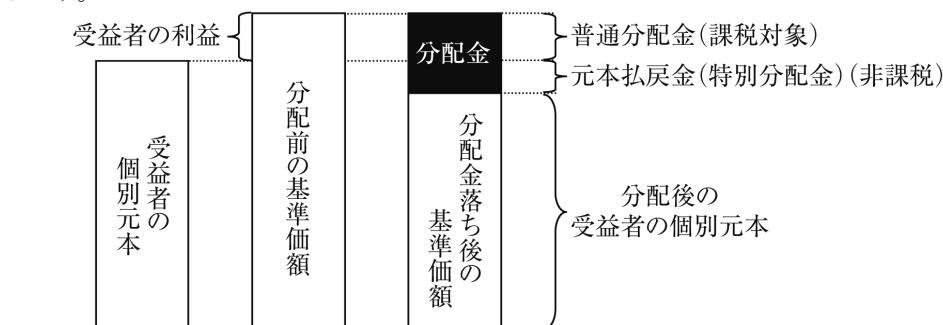 受益者の利益
受益者の
個別元本
分配前の基準価額
分配金
分配金落ち後の
基準価額
普通分配金(課税対象)
元本払戻金(特別分配金)(非課税)
分配後の
受益者の個別元本